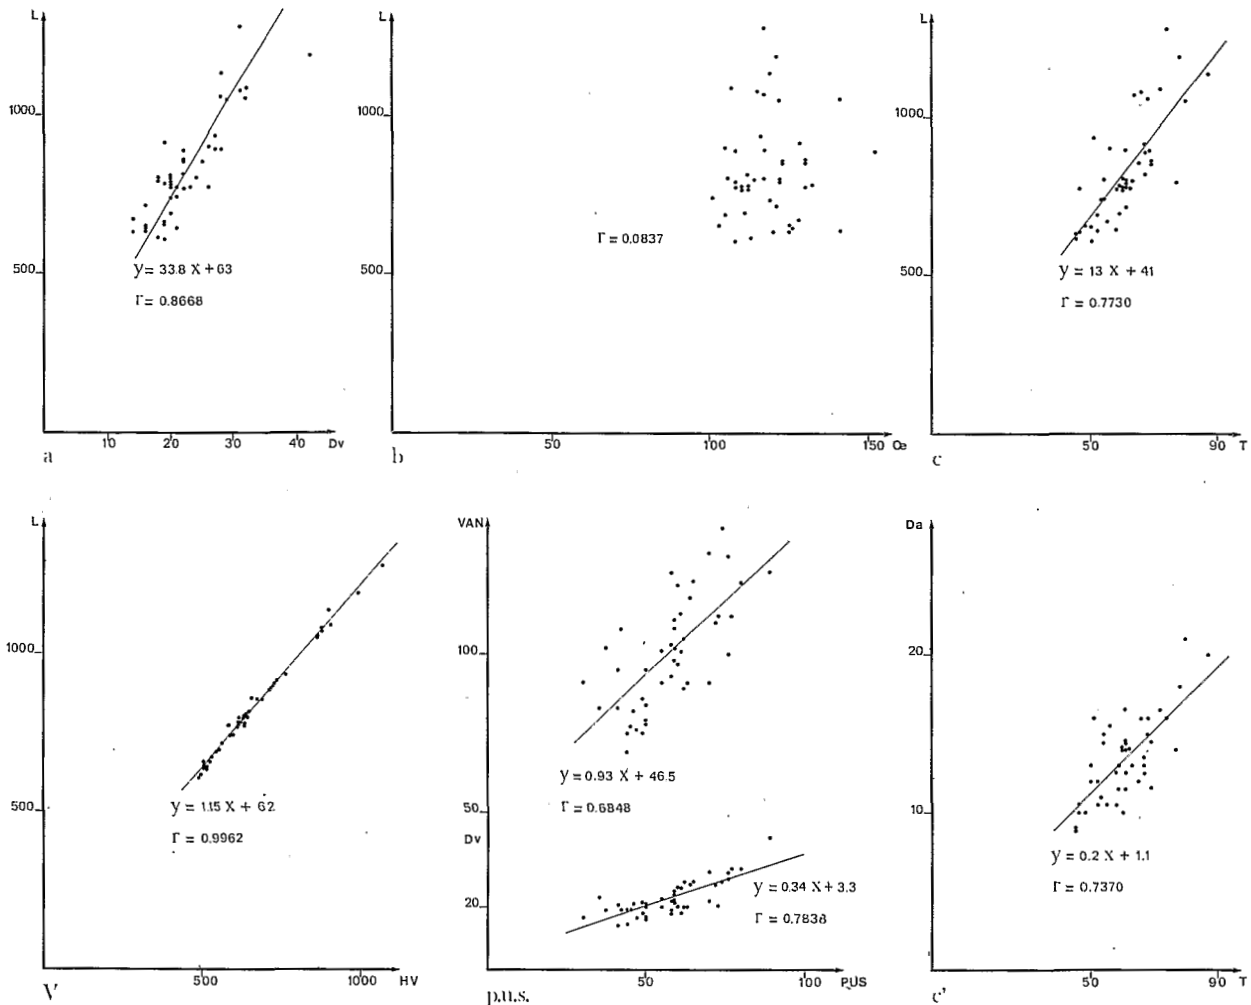 L
1000
500
10
20
30
40
Dv
y = 33.8 X + 63
r = 0.8668
a
L
1000
500
50
100
150
Oe
r = 0.0837
b
L
1000
500
50
90
T
y = 13 X + 41
r = 0.7730
c
L
1000
500
500
1000
HV
y = 1.15 X + 62
r = 0.9962
V
VAN
100
50
Dv
20
50
100
PUS
y = 0.93 X + 46.5
r = 0.6848
y = 0.34 X + 3.3
r = 0.7838
p.u.s.
Da
20
10
50
90
T
y = 0.2 X + 1.1
r = 0.7370
c'